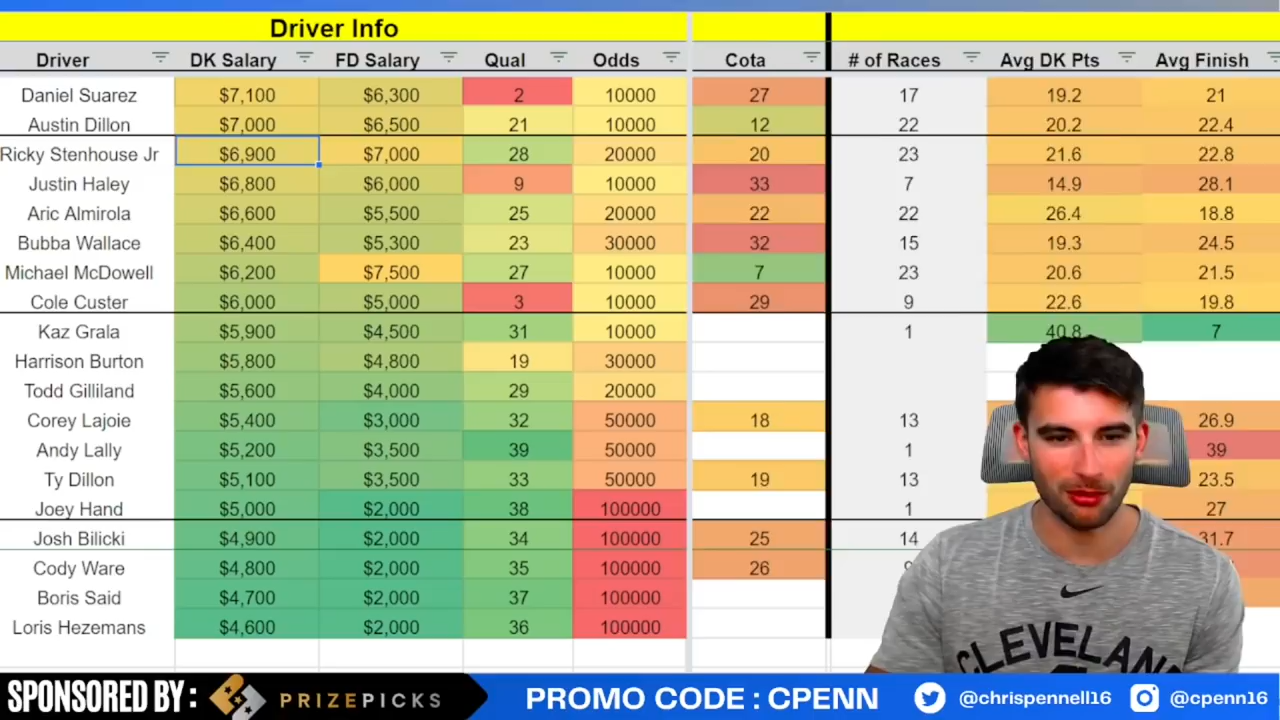 Driver Info
Driver DK Salary FD Salary Qual Odds Cota # of Races Avg DK Pts Avg Finish
Daniel Suarez $7,100 $6,300 2 10000 27 17 19.2 21
Austin Dillon $7,000 $6,500 21 10000 12 22 20.2 22.4
Ricky Stenhouse Jr $6,900 $7,000 28 20000 20 23 21.6 22.8
Justin Haley $6,800 $6,000 9 10000 33 7 14.9 28.1
Aric Almirola $6,600 $5,500 25 20000 22 22 26.4 18.8
Bubba Wallace $6,400 $5,300 23 30000 32 15 19.3 24.5
Michael McDowell $6,200 $7,500 27 10000 7 23 20.6 21.5
Cole Custer $6,000 $5,000 3 10000 29 9 22.6 19.8
Kaz Grala $5,900 $4,500 31 10000 1 40.8 7
Harrison Burton $5,800 $4,800 19 30000
Todd Gilliland $5,600 $4,000 29 20000
Corey Lajoie $5,400 $3,000 32 50000 18 13 26.9
Andy Lally $5,200 $3,500 39 50000 1 39
Ty Dillon $5,100 $3,500 33 50000 19 13 23.5
Joey Hand $5,000 $2,000 38 100000 1 27
Josh Bilicki $4,900 $2,000 34 100000 25 14 31.7
Cody Ware $4,800 $2,000 35 100000 26
Boris Said $4,700 $2,000 37 100000
Loris Hezemans $4,600 $2,000 36 100000
CLEVELAND
SPONSORED BY : PRIZEPICKS PROMO CODE : CPENN @chrispennell16 @cpenn16